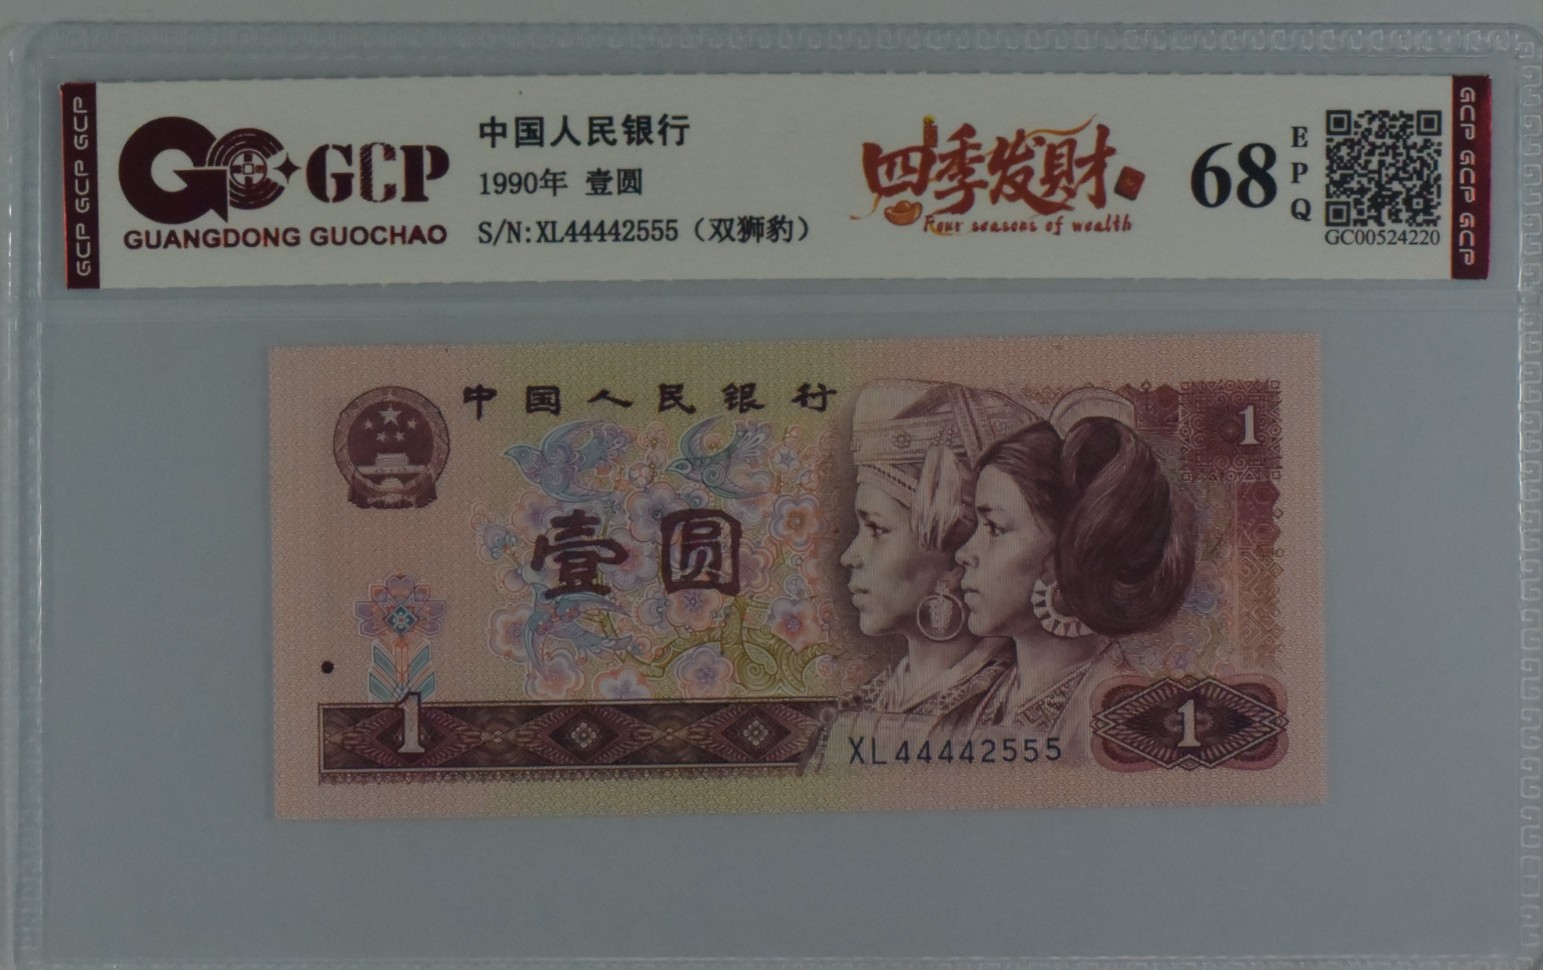 GCP GCP GCP
GCP
GUANGDONG GUOCHAO
中国人民银行
1990年 壹圆
S/N:XL44442555（双狮豹）
四季发财
Four seasons of wealth
68
EPQ
GC00524220
GCP GCP GCP
中国人民银行
1
壹圆
1
XL44442555
1